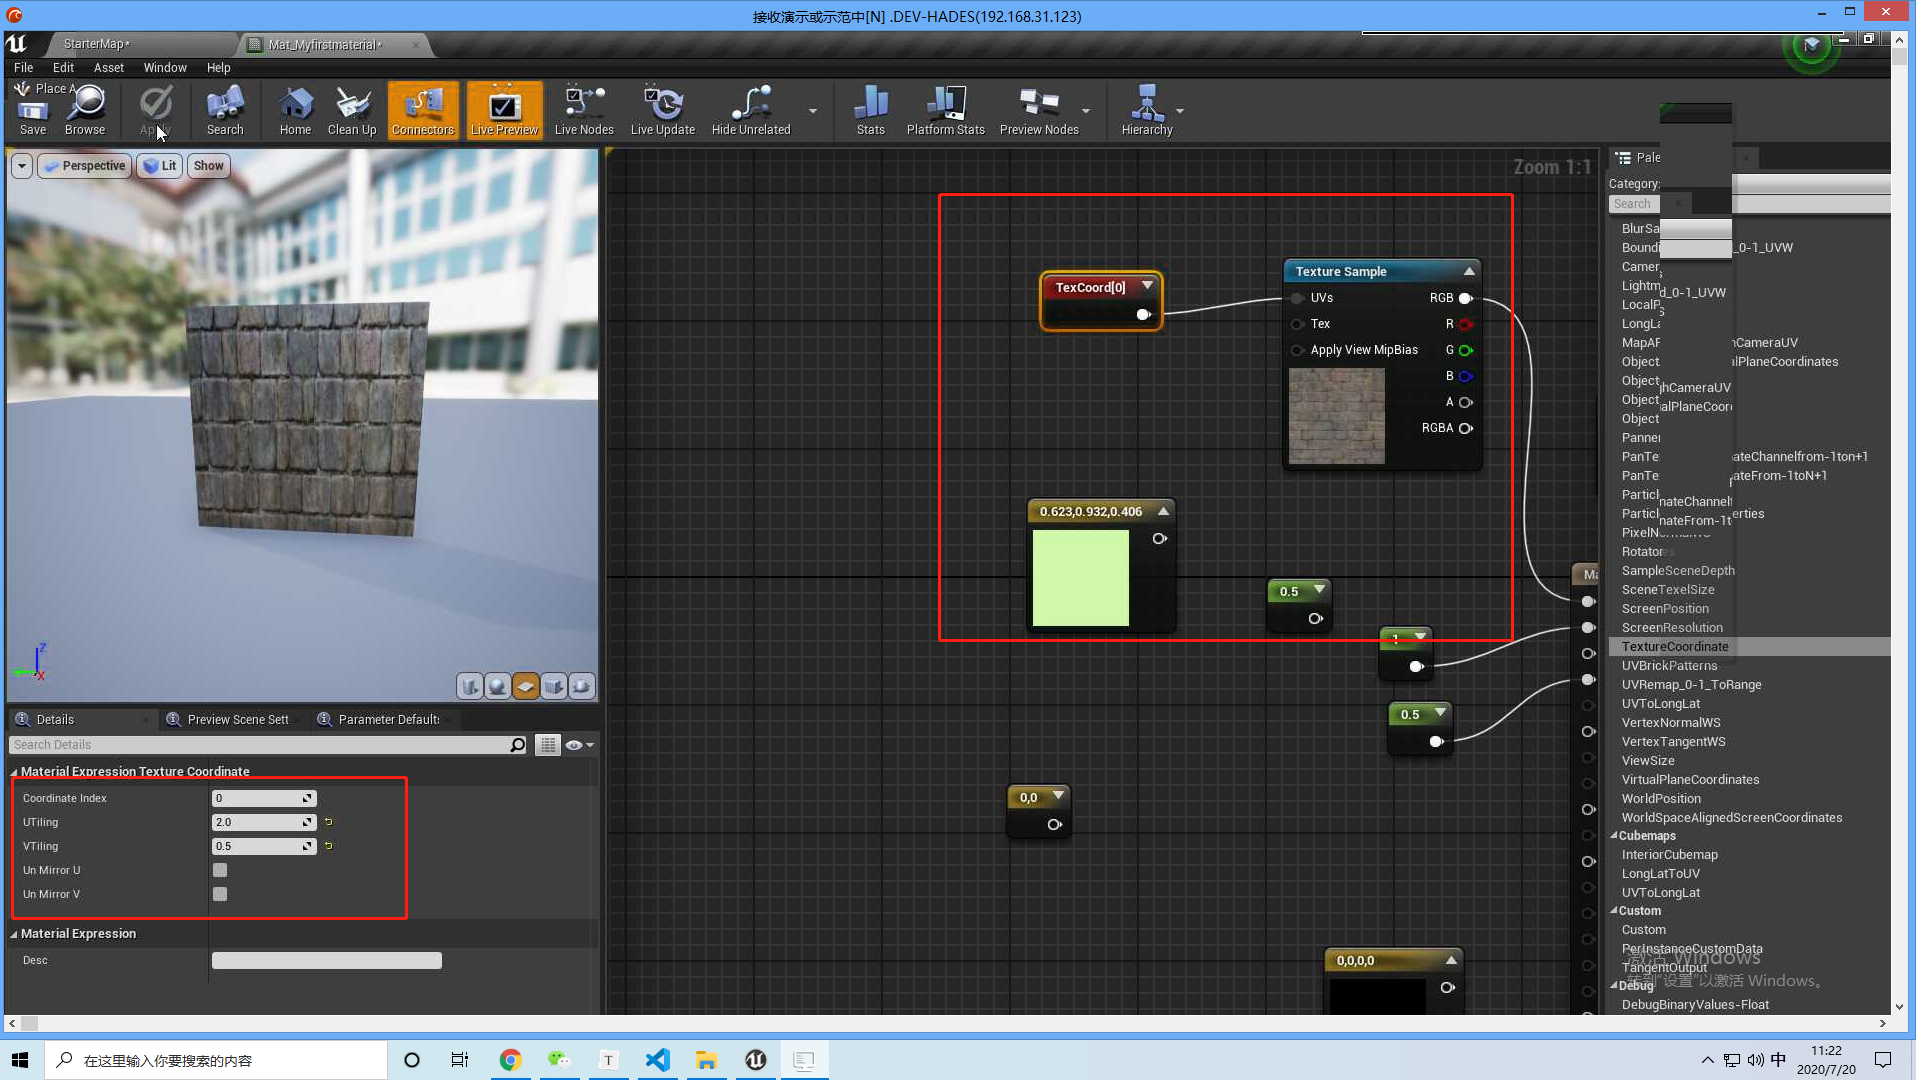 接收演示或示范中[N] .DEV-HADES(192.168.31.123)
StarterMap*
Mat_Myfirstmaterial*
File Edit Asset Window Help
Place A
Save Browse Apply Search Home Clean Up Connectors Live Preview Live Nodes Live Update Hide Unrelated Stats Platform Stats Preview Nodes Hierarchy
Perspective Lit Show
Zoom 1:1
TexCoord[0]
Texture Sample
UVs RGB
Tex R
Apply View MipBias G
B
A
RGBA
0.623,0.932,0.406
0.5
1
0.5
0,0
0,0,0,0
Ma
Z
X
Details Preview Scene Sett Parameter Defaults
Search Details
Material Expression Texture Coordinate
Coordinate Index 0
UTiling 2.0
VTiling 0.5
Un Mirror U
Un Mirror V
Material Expression
Desc
Pale
Category:
Search
BlurSa
Boundi _0-1_UVW
Camer
Lightm d_0-1_UVW
LocalP
LongLa
MapAR nCameraUV
Object alPlaneCoordinates
Object ghCameraUV
Object alPlaneCoor
Object
Panner
PanTe nateChannelfrom-1ton+1
PanTe ateFrom-1toN+1
Particl nateChannelf
Particl erties
nateFrom-1t
PixelNormalWS
Rotator
SampleSceneDepth
SceneTexelSize
ScreenPosition
ScreenResolution
TextureCoordinate
UVBrickPatterns
UVRemap_0-1_ToRange
UVToLongLat
VertexNormalWS
VertexTangentWS
ViewSize
VirtualPlaneCoordinates
WorldPosition
WorldSpaceAlignedScreenCoordinates
Cubemaps
InteriorCubemap
LongLatToUV
UVToLongLat
Custom
Custom
PerInstanceCustomData
TangentOutput
Debug
DebugBinaryValues-Float
激活 Windows
转到"设置"以激活 Windows。
在这里输入你要搜索的内容
T
中
11:22
2020/7/20